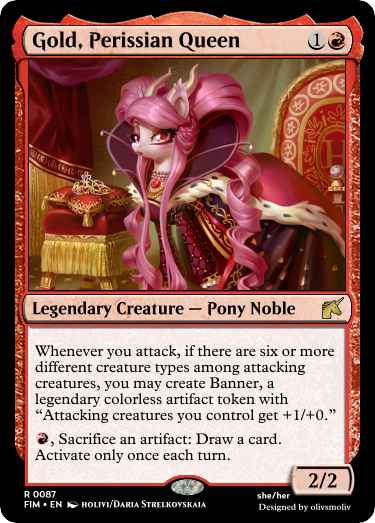 Gold, Perissian Queen 1
Legendary Creature — Pony Noble
Whenever you attack, if there are six or more
different creature types among attacking
creatures, you may create Banner, a
legendary colorless artifact token with
“Attacking creatures you control get +1/+0.”
, Sacrifice an artifact: Draw a card.
Activate only once each turn.
2/2
R 0087
FIM • EN HOLIVI/DARIA STRELKOVSKAIA
she/her
Designed by olivsmoliv